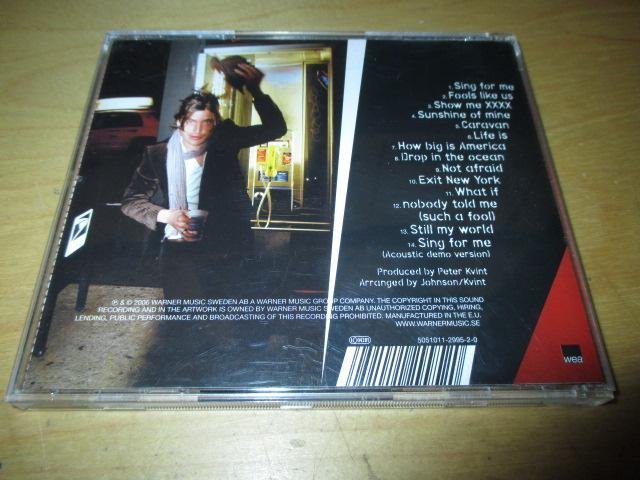 1. Sing for me
2. Fools like us
3. Show me XXXX
4. Sunshine of mine
5. Caravan
6. Life is
7. How big is America
8. Drop in the ocean
9. Not afraid
10. Exit New York
11. What if
12. nobody told me
(such a fool)
13. Still my world
14. Sing for me
(Acoustic demo version)
Produced by Peter Kvint
Arranged by Johnson/Kvint
℗ & © 2006 WARNER MUSIC SWEDEN AB A WARNER MUSIC GROUP COMPANY. THE COPYRIGHT IN THIS SOUND
RECORDING AND IN THE ARTWORK IS OWNED BY WARNER MUSIC SWEDEN AB UNAUTHORIZED COPYING, HIRING,
LENDING, PUBLIC PERFORMANCE AND BROADCASTING OF THIS RECORDING PROHIBITED. MANUFACTURED IN THE E.U.
WWW.WARNERMUSIC.SE
5051011-2995-2-0
wea